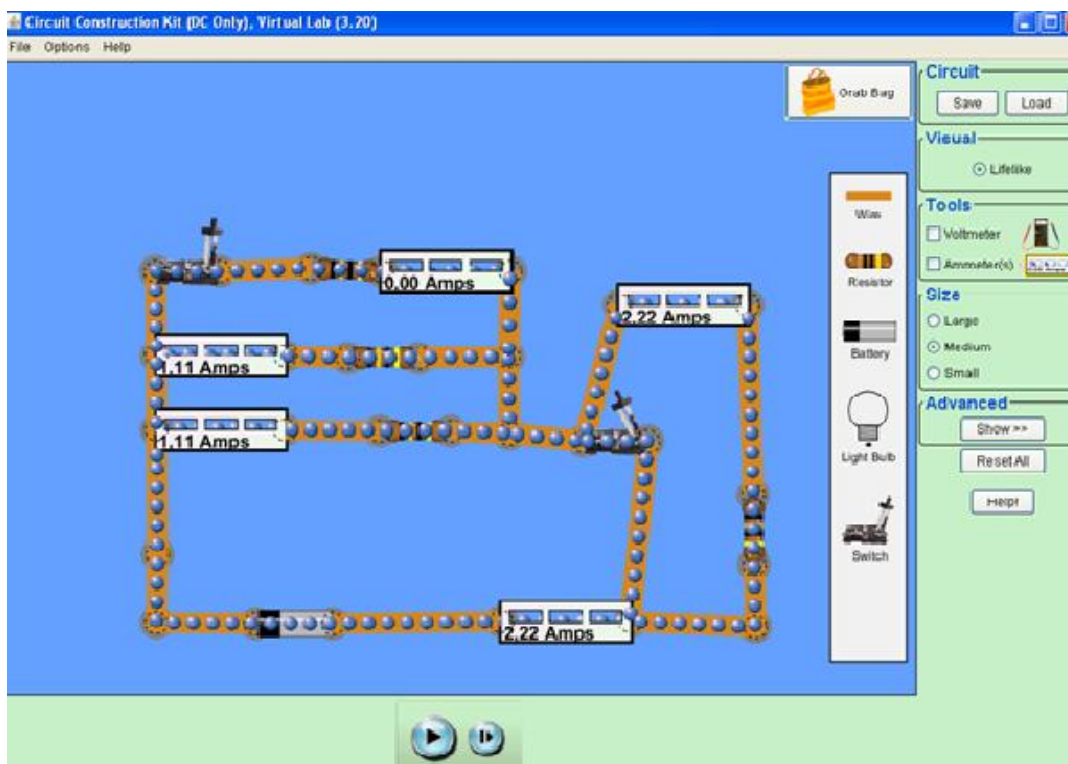 Circuit Construction Kit (DC Only), Virtual Lab (3.20)
File Options Help
Grab Bag
Circuit
Save Load
Visual
Lifelike
Tools
Voltmeter
Ammeter(s)
Size
Large
Medium
Small
Advanced
Show >>
Reset All
Help!
Wire
Resistor
Battery
Light Bulb
Switch
0.00 Amps
2.22 Amps
1.11 Amps
1.11 Amps
2.22 Amps